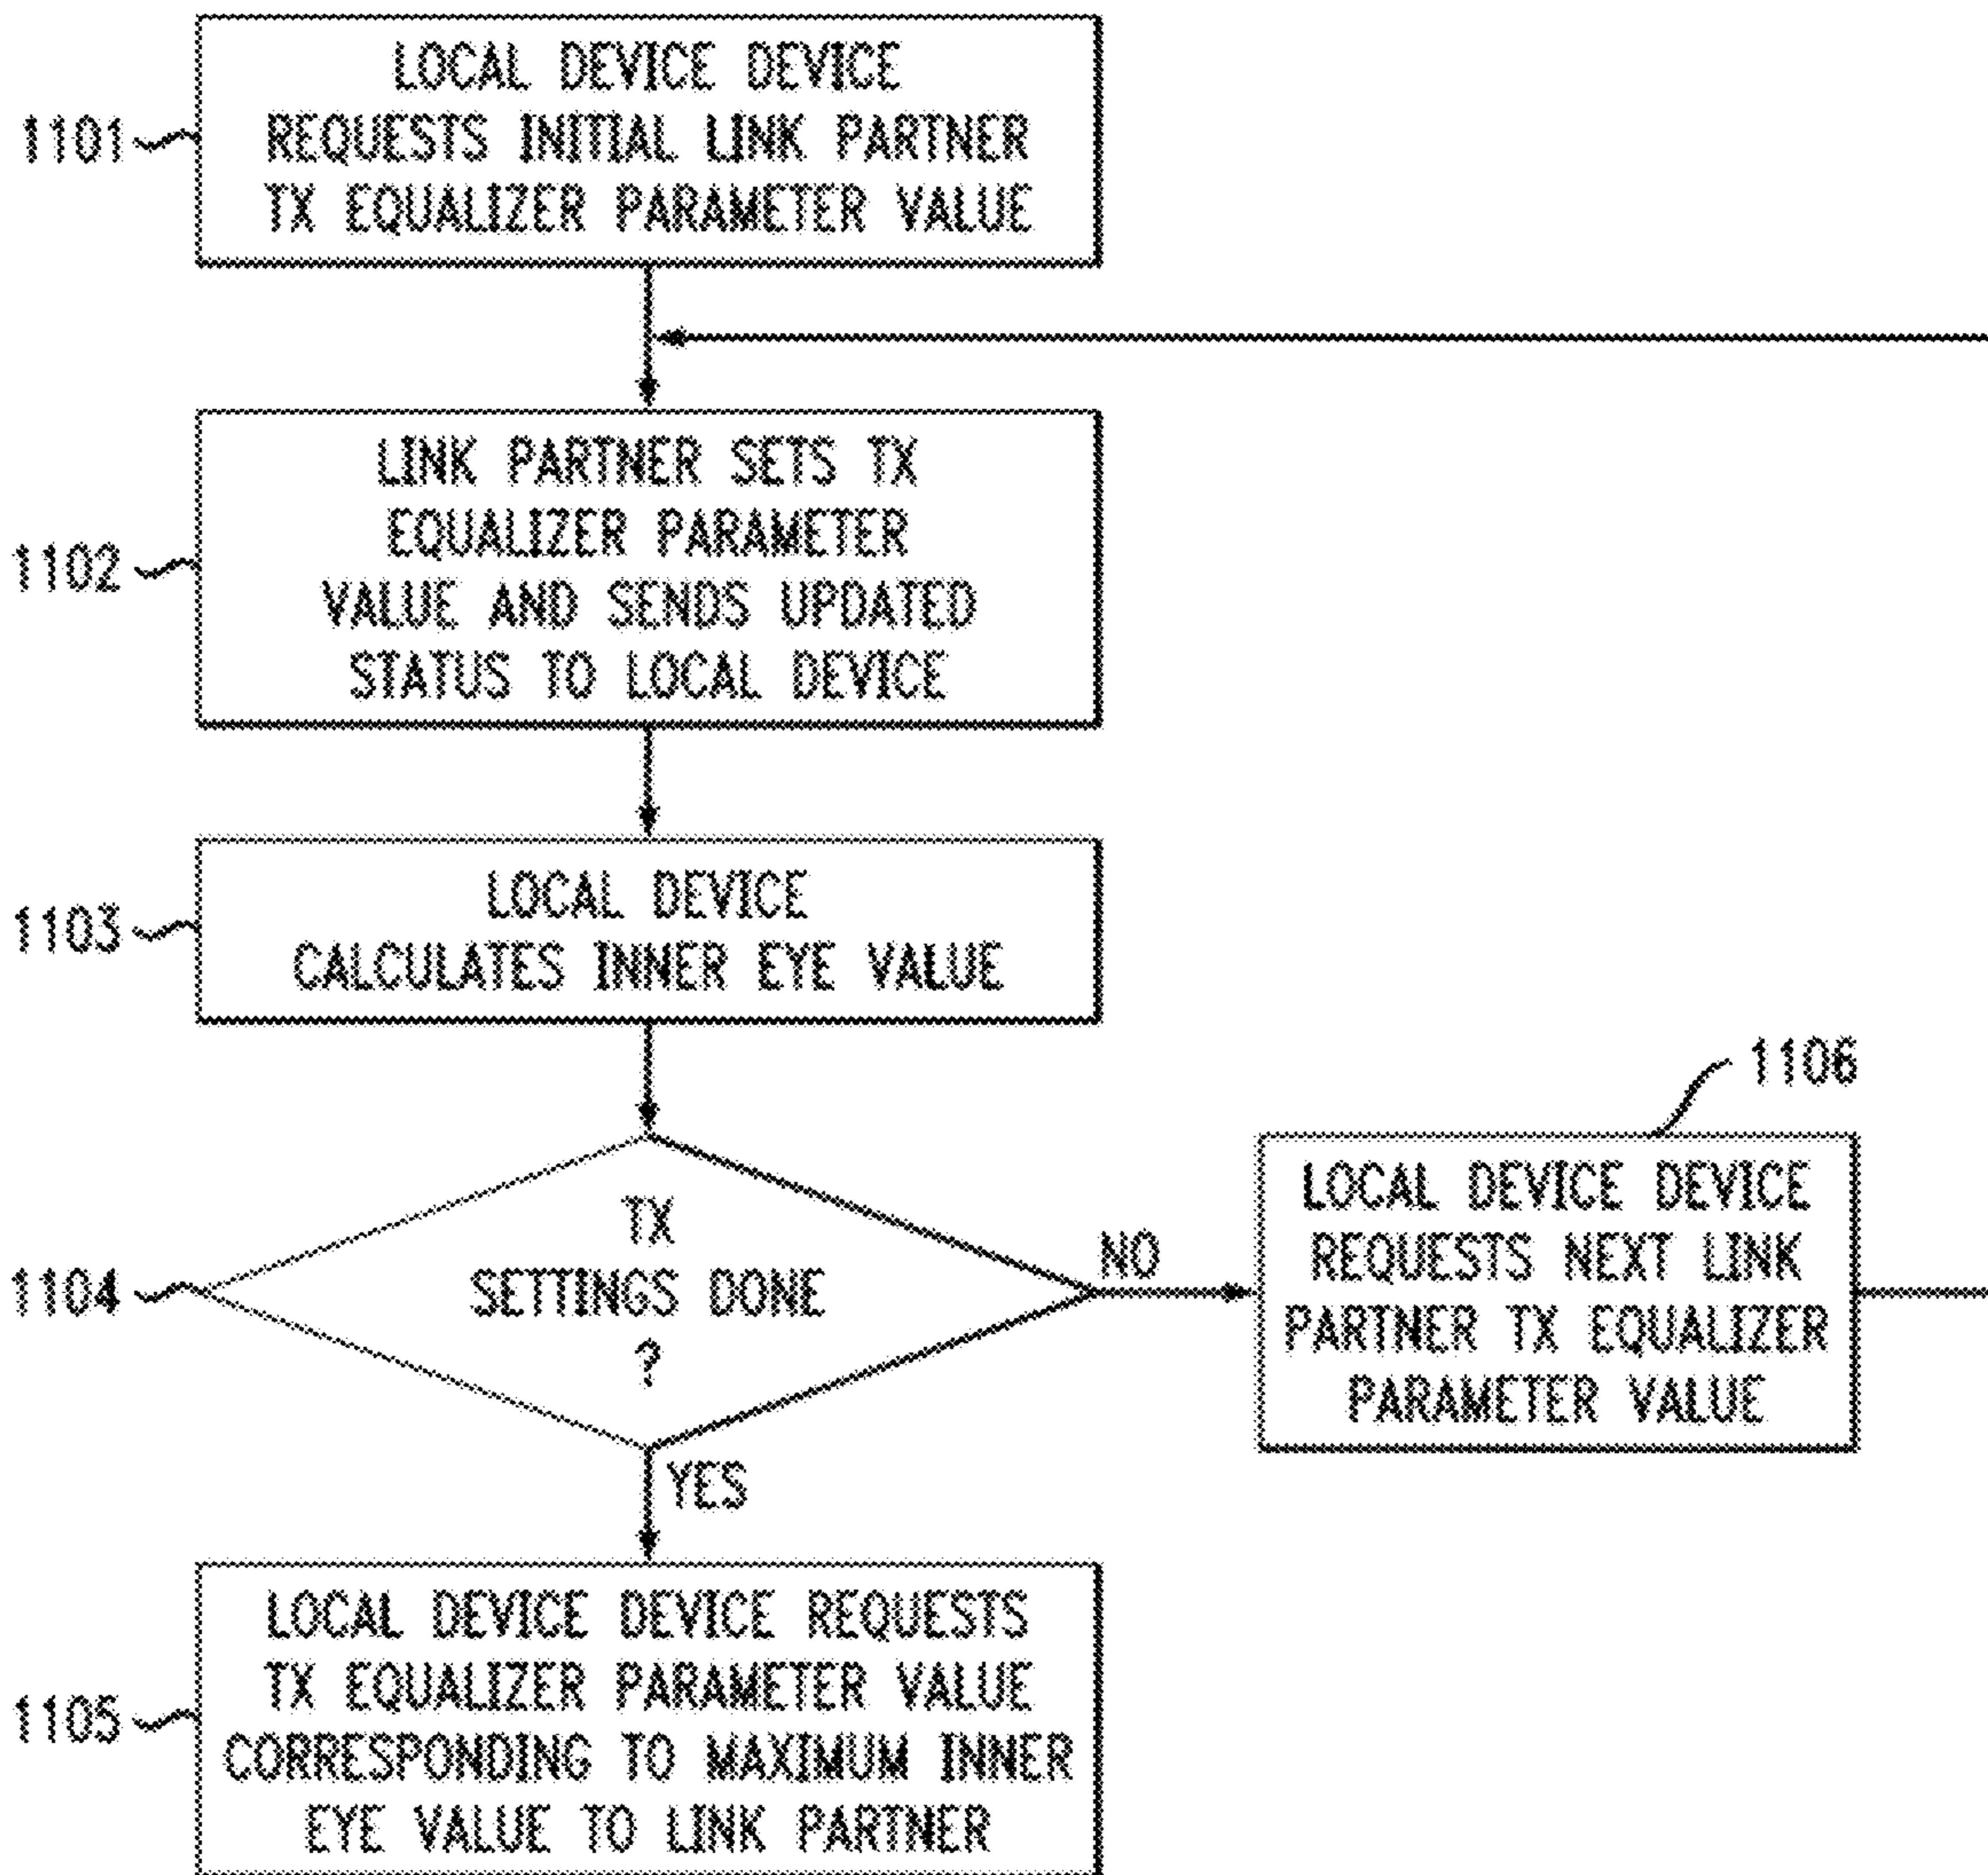 LOCAL DEVICE DEVICE
1101
REQUESTS INITIAL LINK PARTNER
TX EQUALIZER PARAMETER VALUE
LINK PARTNER SETS TX
EQUALIZER PARAMETER
1102
VALUE AND SENDS UPDATED
STATUS TO LOCAL DEVICE
LOCAL DEVICE
1103
CALCULATES INNER EYE VALUE
1106
TX
SETTINGS DONE
?
1104
NO
YES
LOCAL DEVICE DEVICE
REQUESTS NEXT LINK
PARTNER TX EQUALIZER
PARAMETER VALUE
LOCAL DEVICE DEVICE REQUESTS
TX EQUALIZER PARAMETER VALUE
1105
CORRESPONDING TO MAXIMUM INNER
EYE VALUE TO LINK PARTNER